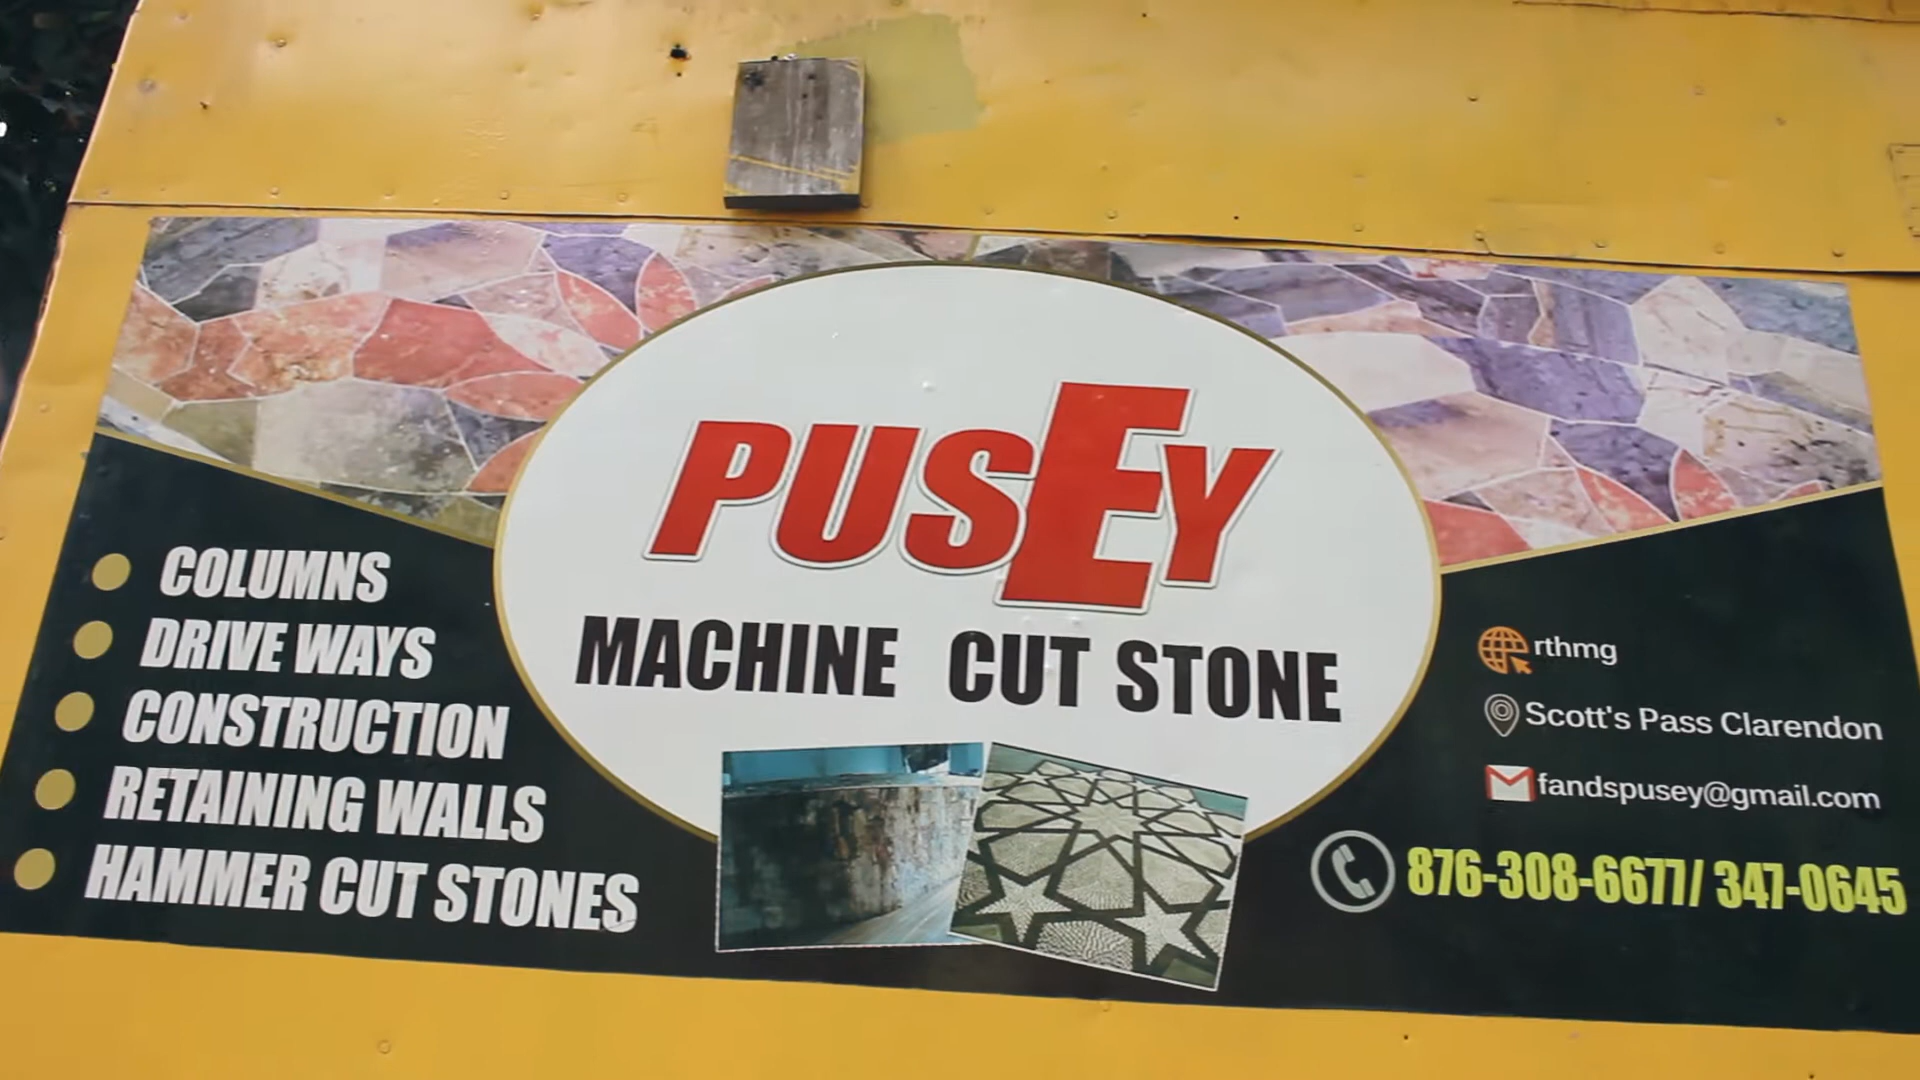 PUSEY
MACHINE CUT STONE
COLUMNS
DRIVE WAYS
CONSTRUCTION
RETAINING WALLS
HAMMER CUT STONES
rthmg
Scott's Pass Clarendon
fandspusey@gmail.com
876-308-6677/ 347-0645